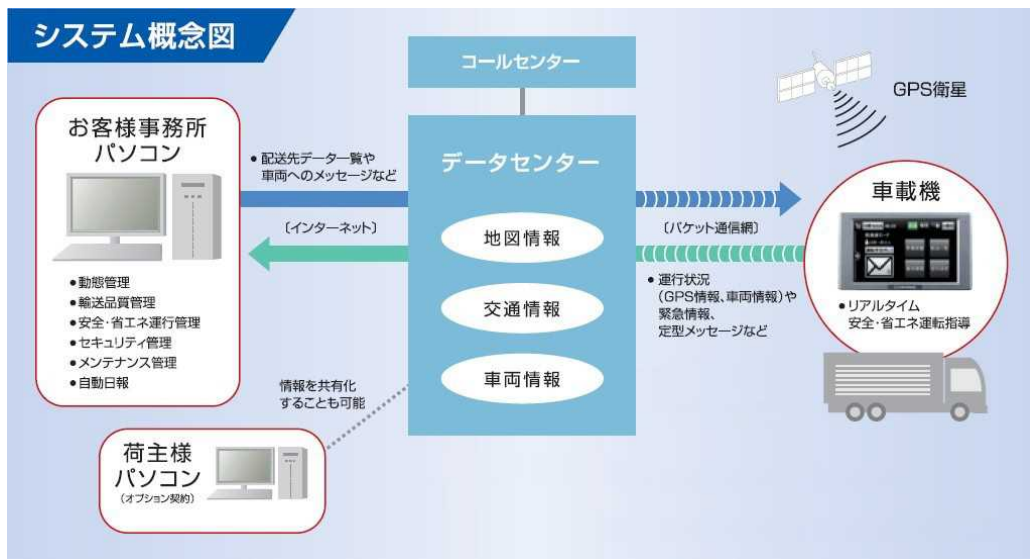 システム概念図
コールセンター
GPS衛星
お客様事務所
パソコン
●配送先データ一覧や
車両へのメッセージなど
データセンター
車載機
〔インターネット〕
〔パケット通信網〕
地図情報
交通情報
車両情報
●動態管理
●輸送品質管理
●安全・省エネ運行管理
●セキュリティ管理
●メンテナンス管理
●自動日報
●運行状況
(GPS情報、車両情報)や
緊急情報、
定型メッセージなど
●リアルタイム
安全・省エネ運転指導
情報を共有化
することも可能
荷主様
パソコン
(オプション契約)